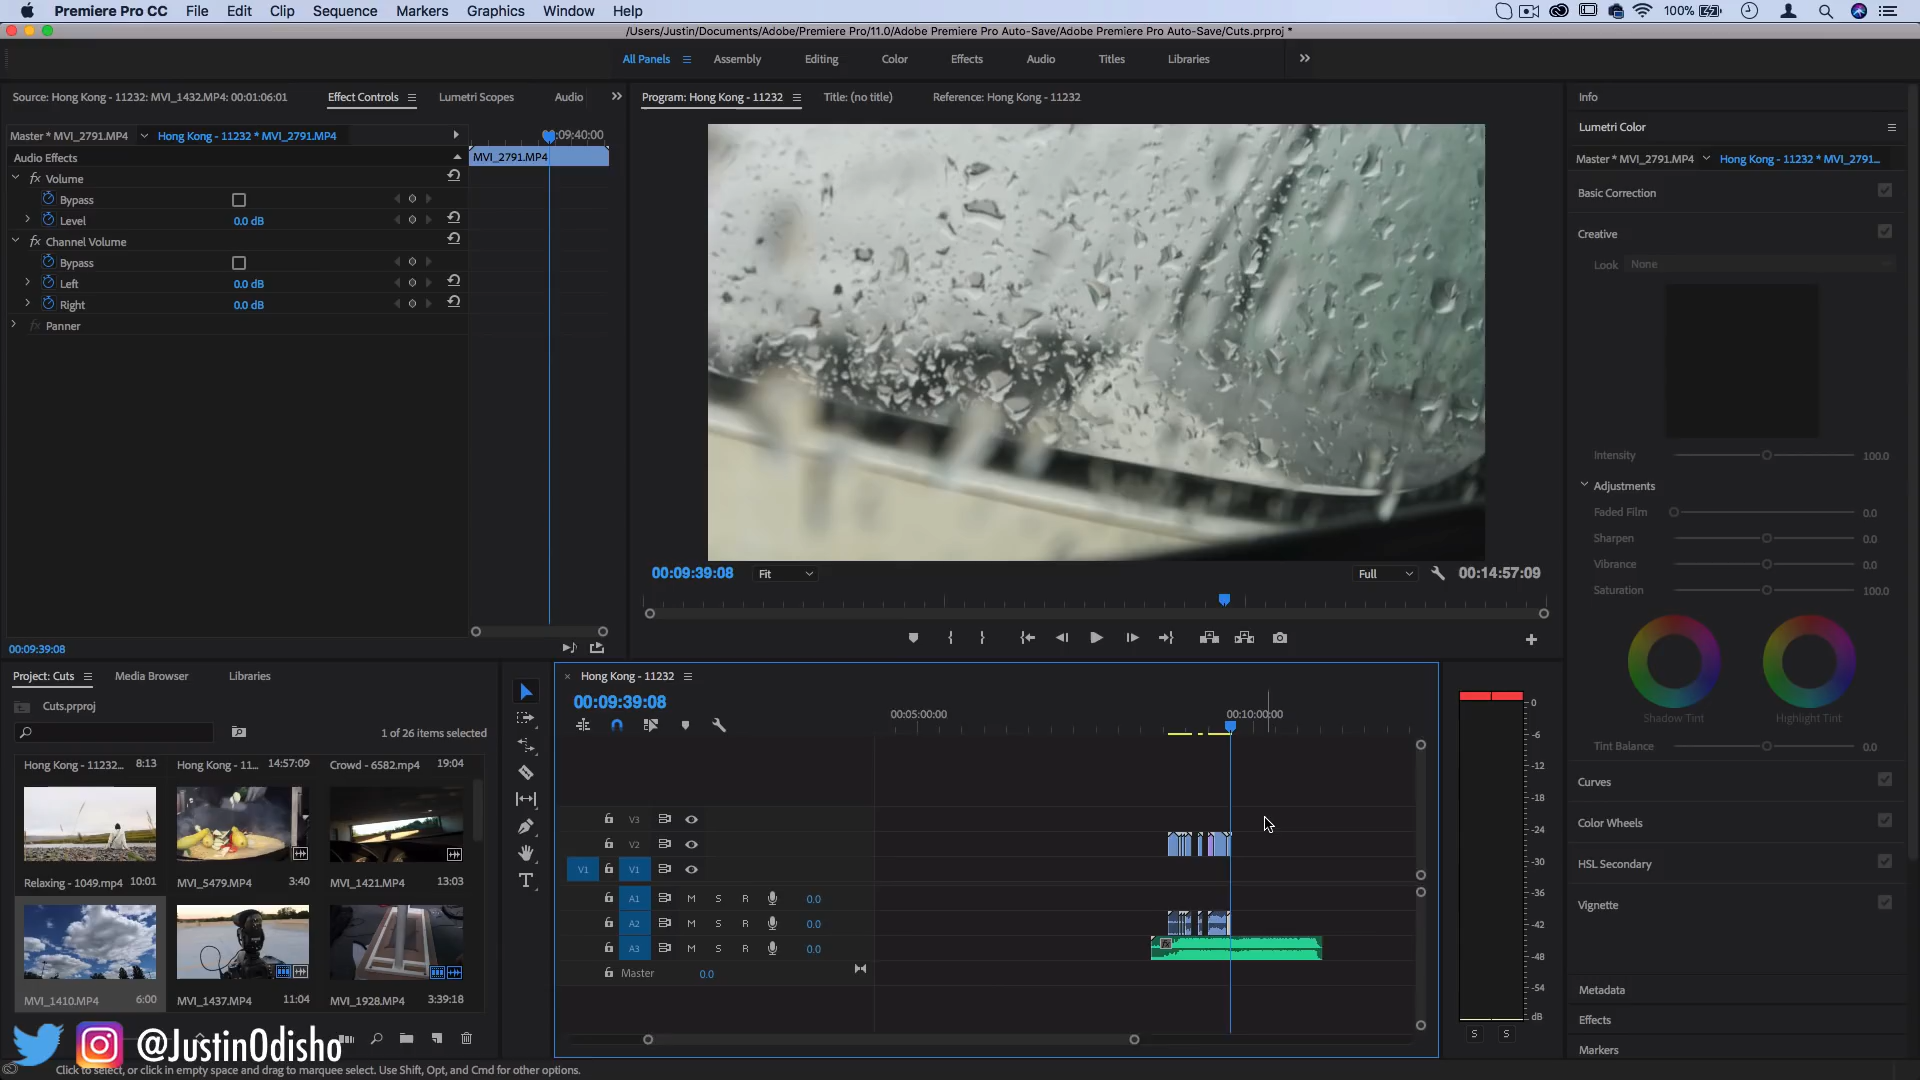 Premiere Pro CC File Edit Clip Sequence Markers Graphics Window Help 100%
/Users/Justin/Documents/Adobe/Premiere Pro/11.0/Adobe Premiere Pro Auto-Save/Adobe Premiere Pro Auto-Save/Cuts.prproj *
All Panels Assembly Editing Color Effects Audio Titles Libraries
Source: Hong Kong - 11232: MVI_1432.MP4: 00:01:06:01 Effect Controls Lumetri Scopes Audio
Master * MVI_2791.MP4 Hong Kong - 11232 * MVI_2791.MP4
00:09:40:00
Audio Effects
MVI_2791.MP4
fx Volume
Bypass
Level 0.0 dB
fx Channel Volume
Bypass
Left 0.0 dB
Right 0.0 dB
fx Panner
00:09:39:08
Program: Hong Kong - 11232 Title: (no title) Reference: Hong Kong - 11232
00:09:39:08 Fit Full 00:14:57:09
Info
Lumetri Color
Master * MVI_2791.MP4 Hong Kong - 11232 * MVI_2791...
Basic Correction
Creative
Look None
Intensity 100.0
Adjustments
Faded Film 0.0
Sharpen 0.0
Vibrance 0.0
Saturation 100.0
Shadow Tint Highlight Tint
Tint Balance 0.0
Curves
Color Wheels
HSL Secondary
Vignette
Metadata
Effects
Markers
Project: Cuts Media Browser Libraries
Cuts.prproj
1 of 26 items selected
Hong Kong - 11232... 8:13 Hong Kong - 11... 14:57:09 Crowd - 6582.mp4 19:04
Relaxing - 1049.mp4 10:01 MVI_5479.MP4 3:40 MVI_1421.MP4 13:03
MVI_1410.MP4 6:00 MVI_1437.MP4 11:04 MVI_1928.MP4 3:39:18
@JustinOdisho
Click to select, or click in empty space and drag to marquee select. Use Shift, Opt, and Cmd for other options.
Hong Kong - 11232
00:09:39:08
00:05:00:00 00:10:00:00
V3
V2
V1 V1
A1 M S R 0.0
A2 M S R 0.0
A3 M S R 0.0
Master 0.0
fx
0
-6
-12
-18
-24
-30
-36
-42
-48
-54
dB
S S